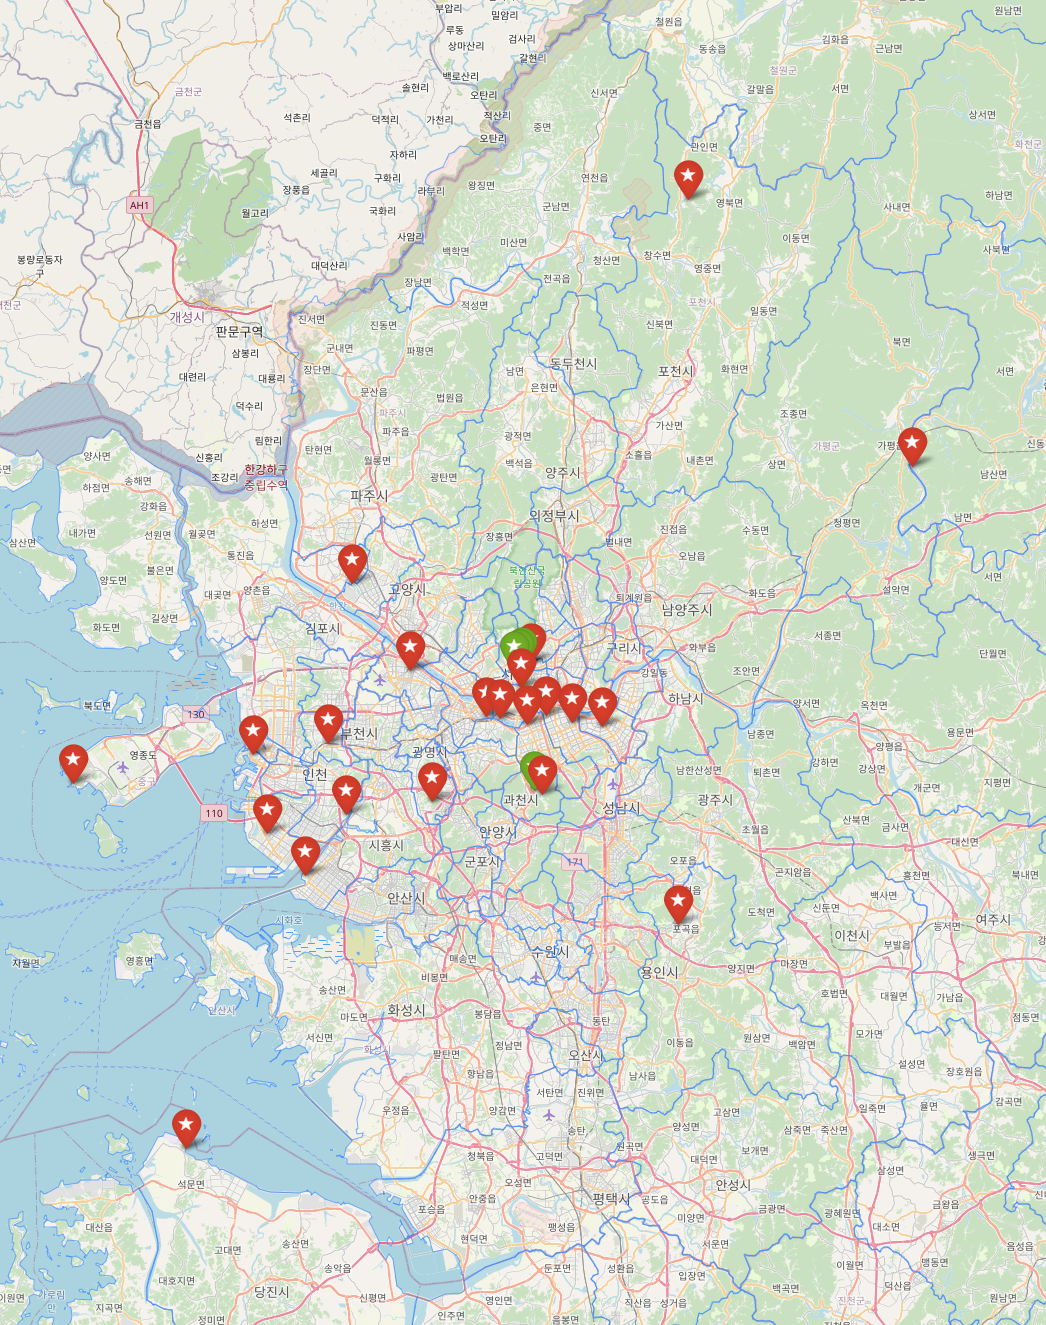 부압리
밀암리
철원읍
원남면
루동
상마산리
검사리
갈현리
동송읍
김화읍
근남면
백로산리
철원군
금천군
솔현리
오탄리
신서면
갈말읍
서면
금천읍
석촌리
덕적리
가천리
적산리
중면
상서면
오탄리
관인면
화천군
자하리
세골리
구화리
라부리
왕징면
연천읍
장풍읍
하남면
AH1
월고리
국화리
군남면
영북면
사내면
사암리
미산면
이동면
백학면
사북면
봉량로동자
구
대덕산리
청산면
창수면
영중면
장남면
전곡읍
포천시
적성면
일동면
개성시
진서면
진동면
신북면
판문구역
군내면
파평면
북면
삼봉리
장단면
남면
동두천시
포천시
화현면
서면
대련리
대룡리
은현면
문산읍
법원읍
덕수리
파주시
조종면
림한리
파주읍
광적면
가산면
양사면
신흥리
탄현면
월롱면
백석읍
소흘읍
내촌면
상면
가평군
신동
송해면
조강리
한강하구
중립수역
광탄면
양주시
남산면
하점면
강화읍
파주시
의정부시
남면
내가면
선원면
월곶면
하성면
장흥면
별내면
진접읍
수동면
청평면
삼산면
통진읍
오남읍
양도면
불은면
대곶면
양촌읍
고양시
북한산국
립공원
퇴계원읍
화도읍
설악면
서면
길상면
남양주시
화도면
김포시
구리시
와부읍
서종면
단월면
강일동
조안면
북도면
130
하남시
양서면
옥천면
부천시
남종면
용문면
영종도
광명시
양평읍
인천
남한산성면
퇴촌면
강하면
강상면
지평면
과천시
성남시
광주시
개군면
110
안양시
초월읍
산북면
금사면
대신면
시흥시
군포시
171
오포읍
곤지암읍
흥천면
북내면
안산시
도척면
신둔면
백사면
여주시
시화호
포곡읍
이천시
능서면
자월면
영흥면
수원시
부발읍
매송면
용인시
양지면
마장면
송산면
비봉면
호법면
대월면
가남읍
안산시
마도면
화성시
봉담읍
동탄
점동면
서신면
원삼면
백암면
모가면
화성시
팔탄면
정남면
오산시
이동읍
설성면
향남읍
장호원읍
남사읍
서탄면
진위면
감곡면
우정읍
양감면
고삼면
일죽면
율면
송탄
양성면
삼죽면
죽산면
청북읍
고덕면
원곡면
대덕면
보개면
생극면
석문면
삼성면
오성면
평택시
공도읍
안성시
안중읍
금왕읍
포승읍
미양면
금광면
광혜원면
대산읍
팽성읍
대소면
송산면
고대면
현덕면
서운면
음성읍
송악읍
둔포면
성환읍
입장면
이월면
맹동면
대호지면
덕산읍
이원면
당진시
신평면
영인면
백곡면
진천군
원남면
지곡면
정미면
인주면
음봉면
직산읍
성거읍
초평면